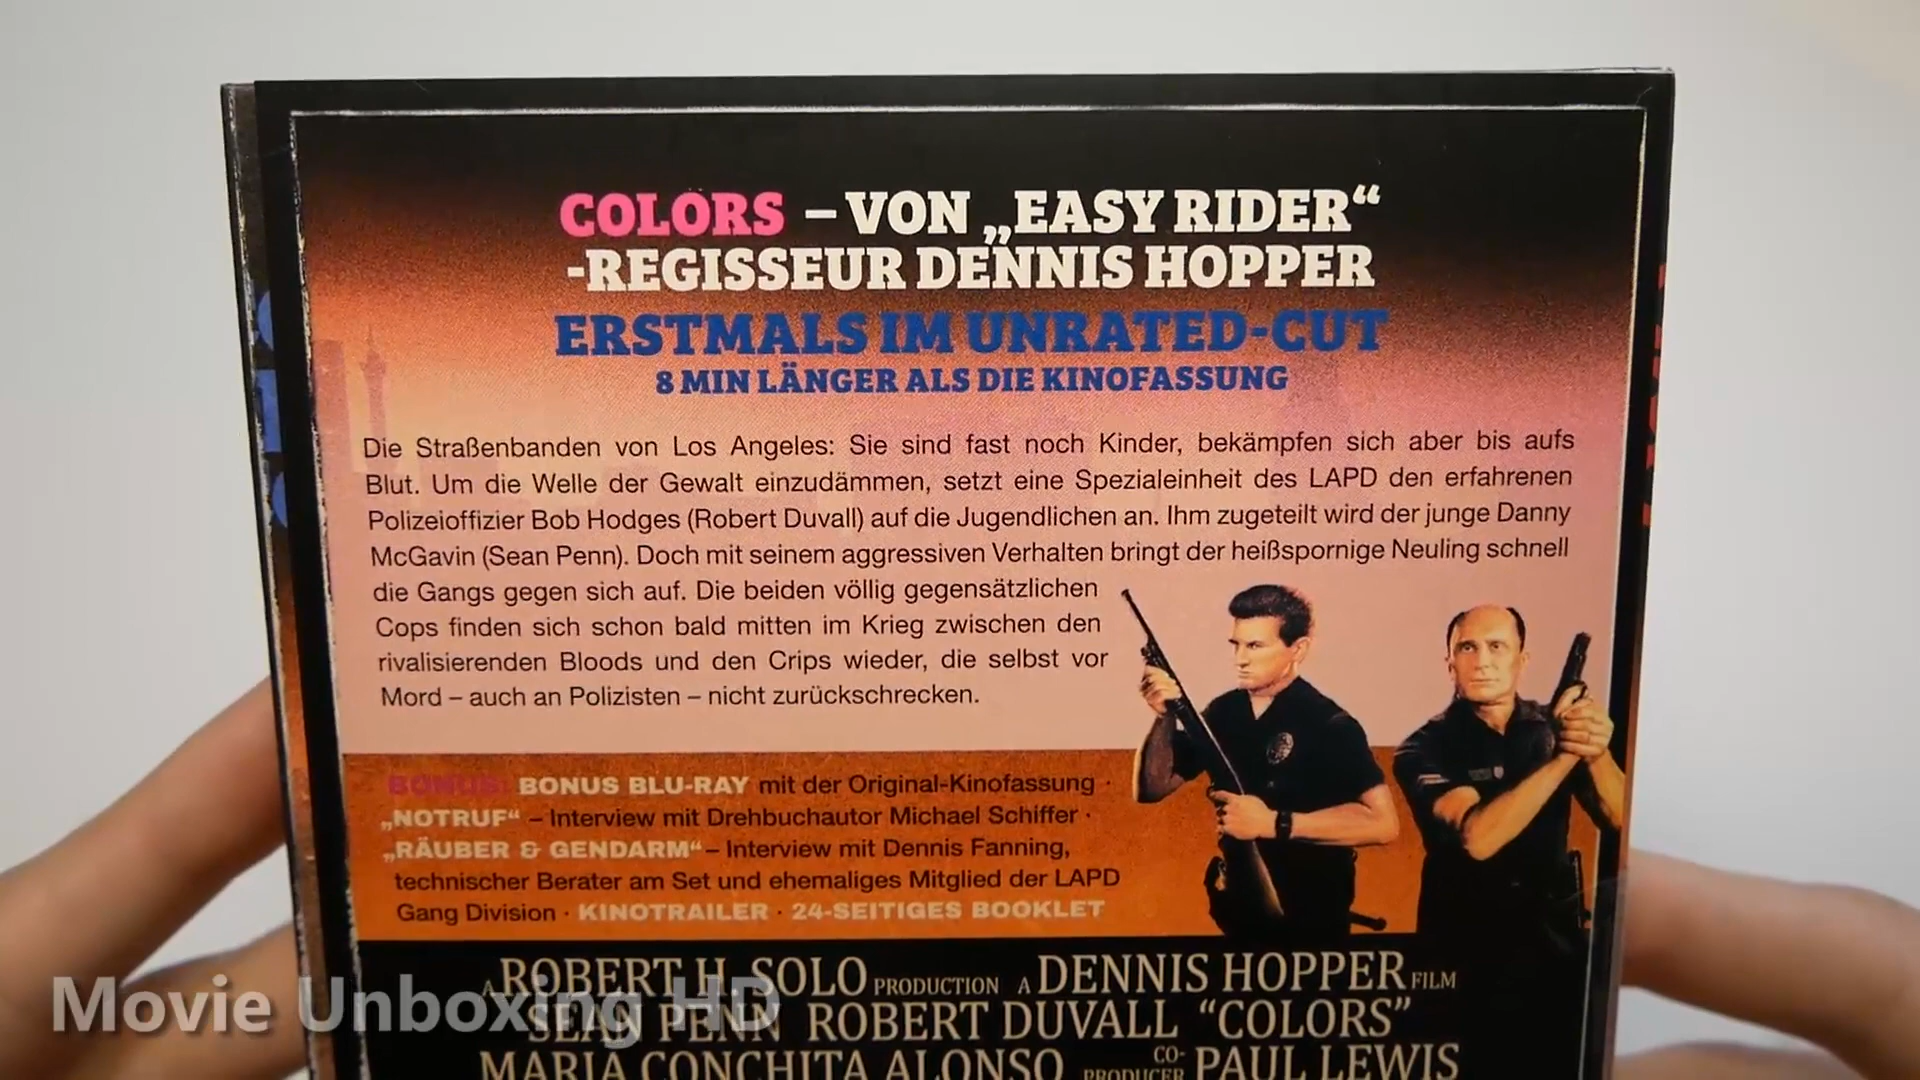 COLORS – VON „EASY RIDER“
-REGISSEUR DENNIS HOPPER
ERSTMALS IM UNRATED-CUT
8 MIN LÄNGER ALS DIE KINOFASSUNG
Die Straßenbanden von Los Angeles: Sie sind fast noch Kinder, bekämpfen sich aber bis aufs
Blut. Um die Welle der Gewalt einzudämmen, setzt eine Spezialeinheit des LAPD den erfahrenen
Polizeioffizier Bob Hodges (Robert Duvall) auf die Jugendlichen an. Ihm zugeteilt wird der junge Danny
McGavin (Sean Penn). Doch mit seinem aggressiven Verhalten bringt der heißspornige Neuling schnell
die Gangs gegen sich auf. Die beiden völlig gegensätzlichen
Cops finden sich schon bald mitten im Krieg zwischen den
rivalisierenden Bloods und den Crips wieder, die selbst vor
Mord – auch an Polizisten – nicht zurückschrecken.
BONUS: BONUS BLU-RAY mit der Original-Kinofassung ·
„NOTRUF“ – Interview mit Drehbuchautor Michael Schiffer ·
„RÄUBER & GENDARM“ – Interview mit Dennis Fanning,
technischer Berater am Set und ehemaliges Mitglied der LAPD
Gang Division · KINOTRAILER · 24-SEITIGES BOOKLET
A ROBERT H. SOLO PRODUCTION A DENNIS HOPPER FILM
SEAN PENN ROBERT DUVALL “COLORS”
MARIA CONCHITA ALONSO CO-PRODUCER PAUL LEWIS
Movie Unboxing HD